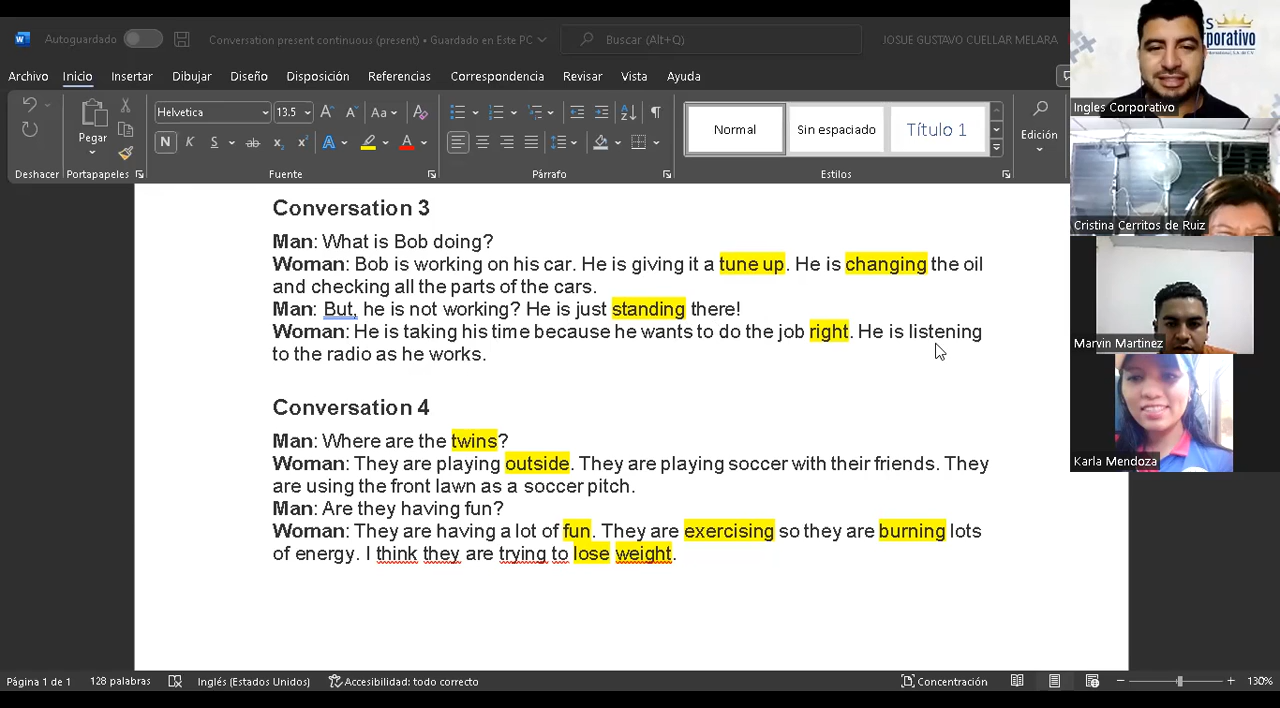 Autoguardado
Conversation present continuous (present) • Guardado en Este PC
Buscar (Alt+Q)
JOSUE GUSTAVO CUELLAR MELARA
Archivo Inicio Insertar Dibujar Diseño Disposición Referencias Correspondencia Revisar Vista Ayuda
Helvetica 13.5
Pegar
Normal
Sin espaciado
Título 1
Edición
Deshacer Portapapeles Fuente Párrafo Estilos
Conversation 3
Man: What is Bob doing?
Woman: Bob is working on his car. He is giving it a tune up. He is changing the oil
and checking all the parts of the cars.
Man: But, he is not working? He is just standing there!
Woman: He is taking his time because he wants to do the job right. He is listening
to the radio as he works.
Conversation 4
Man: Where are the twins?
Woman: They are playing outside. They are playing soccer with their friends. They
are using the front lawn as a soccer pitch.
Man: Are they having fun?
Woman: They are having a lot of fun. They are exercising so they are burning lots
of energy. I think they are trying to lose weight.
Página 1 de 1 128 palabras Inglés (Estados Unidos) Accesibilidad: todo correcto Concentración 130%
Ingles Corporativo
Cristina Cerritos de Ruiz
Marvin Martinez
Karla Mendoza